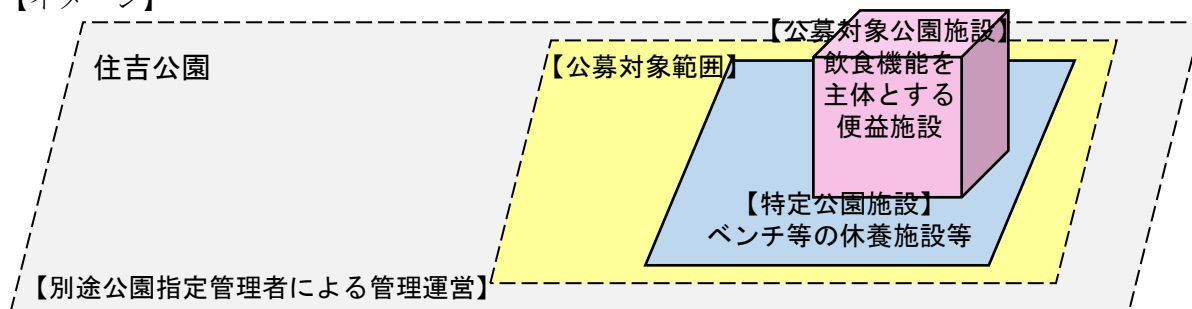 【イメージ】
【公募対象公園施設】
住吉公園
【公募対象範囲】
飲食機能を
主体とする
便益施設
【特定公園施設】
ベンチ等の休養施設等
【別途公園指定管理者による管理運営】